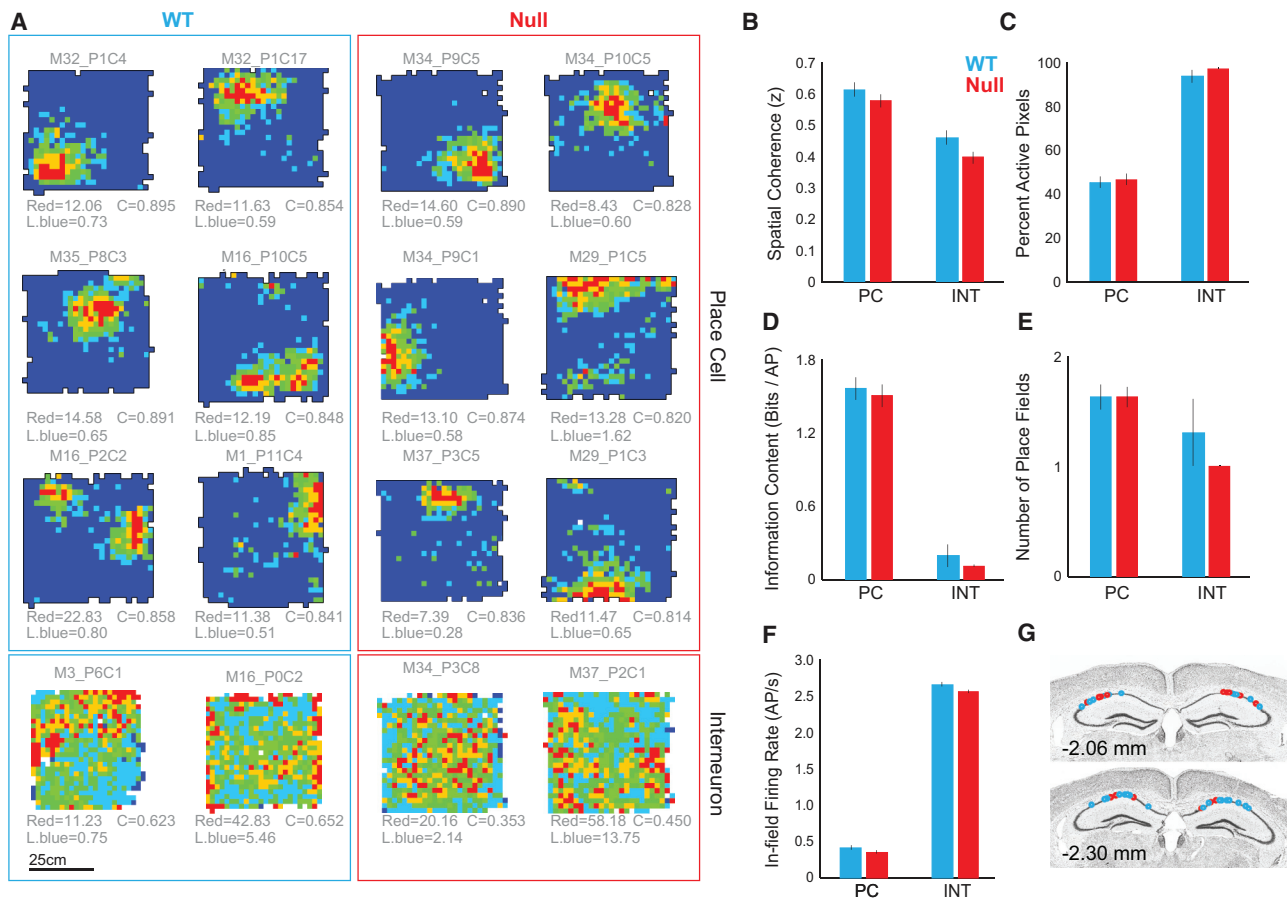 A
WT
Null
M32_P1C4
M32_P1C17
M34_P9C5
M34_P10C5
Red=12.06 C=0.895
L.blue=0.73
Red=11.63 C=0.854
L.blue=0.59
Red=14.60 C=0.890
L.blue=0.59
Red=8.43 C=0.828
L.blue=0.60
M35_P8C3
M16_P10C5
M34_P9C1
M29_P1C5
Red=14.58 C=0.891
L.blue=0.65
Red=12.19 C=0.848
L.blue=0.85
Red=13.10 C=0.874
L.blue=0.58
Red=13.28 C=0.820
L.blue=1.62
M16_P2C2
M1_P11C4
M37_P3C5
M29_P1C3
Red=22.83 C=0.858
L.blue=0.80
Red=11.38 C=0.841
L.blue=0.51
Red=7.39 C=0.836
L.blue=0.28
Red11.47 C=0.814
L.blue=0.65
Place Cell
M3_P6C1
M16_P0C2
M34_P3C8
M37_P2C1
Red=11.23 C=0.623
L.blue=0.75
Red=42.83 C=0.652
L.blue=5.46
Red=20.16 C=0.353
L.blue=2.14
Red=58.18 C=0.450
L.blue=13.75
Interneuron
25cm
B
Spatial Coherence (z)
0.7
0.6
0.5
0.4
0.3
0.2
0.1
0
WT
Null
PC
INT
C
Percent Active Pixels
100
80
60
40
20
0
PC
INT
D
Information Content (Bits / AP)
1.8
1.2
0.6
0
PC
INT
E
Number of Place Fields
2
1
0
PC
INT
F
In-field Firing Rate (AP/s)
3.0
2.5
2.0
1.5
1.0
0.5
0
PC
INT
G
-2.06 mm
-2.30 mm